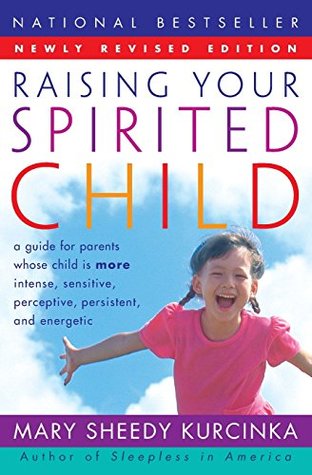 NATIONAL BESTSELLER
NEWLY REVISED EDITION
RAISING YOUR
SPIRITED
CHILD
a guide for parents
whose child is more
intense, sensitive,
perceptive, persistent,
and energetic
MARY SHEEDY KURCINKA
Author of Sleepless in America